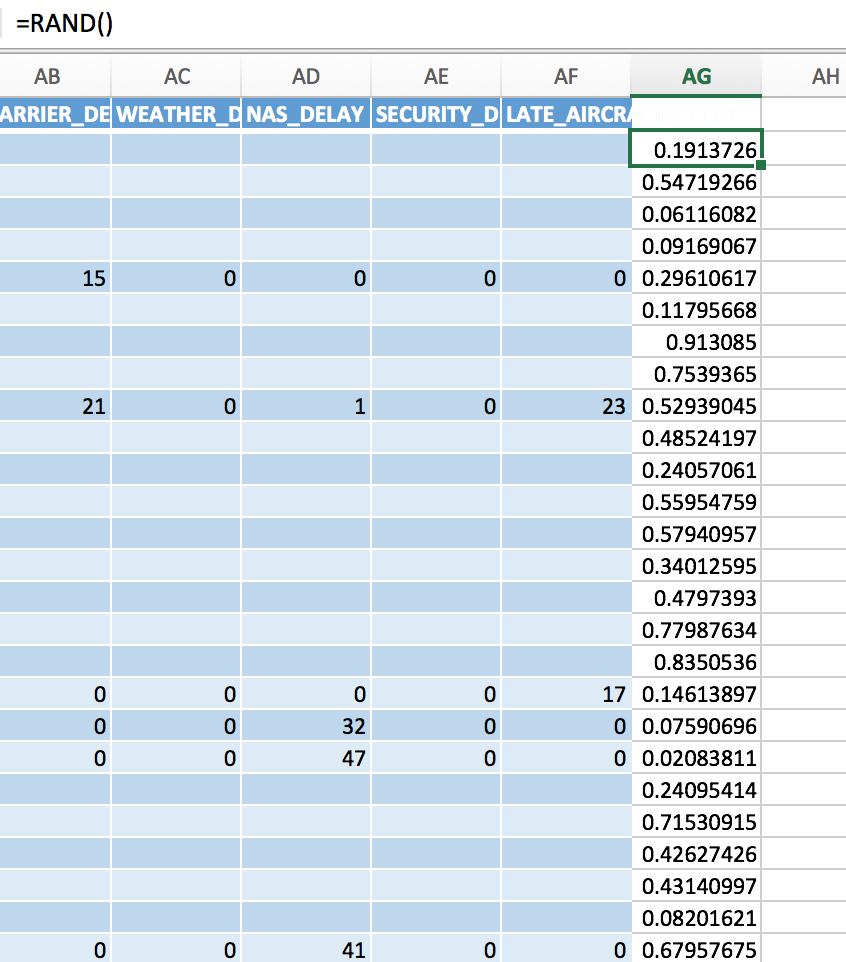 =RAND()
AB AC AD AE AF AG AH
ARRIER_DE WEATHER_D NAS_DELAY SECURITY_D LATE_AIRCRA
0.1913726
0.54719266
0.06116082
0.09169067
15 0 0 0 0 0.29610617
0.11795668
0.913085
0.7539365
21 0 1 0 23 0.52939045
0.48524197
0.24057061
0.55954759
0.57940957
0.34012595
0.4797393
0.77987634
0.8350536
0 0 0 0 17 0.14613897
0 0 32 0 0 0.07590696
0 0 47 0 0 0.02083811
0.24095414
0.71530915
0.42627426
0.43140997
0.08201621
0 0 41 0 0 0.67957675